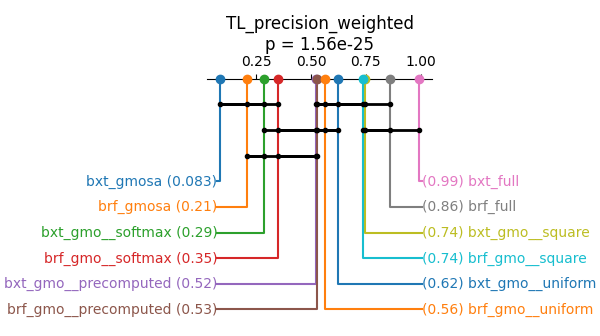 TL_precision_weighted
p = 1.56e-25
0.25 0.50 0.75 1.00
bxt_gmosa (0.083) (0.99) bxt_full
brf_gmosa (0.21) (0.86) brf_full
bxt_gmo__softmax (0.29) (0.74) bxt_gmo__square
brf_gmo__softmax (0.35) (0.74) brf_gmo__square
bxt_gmo__precomputed (0.52) (0.62) bxt_gmo__uniform
brf_gmo__precomputed (0.53) (0.56) brf_gmo__uniform